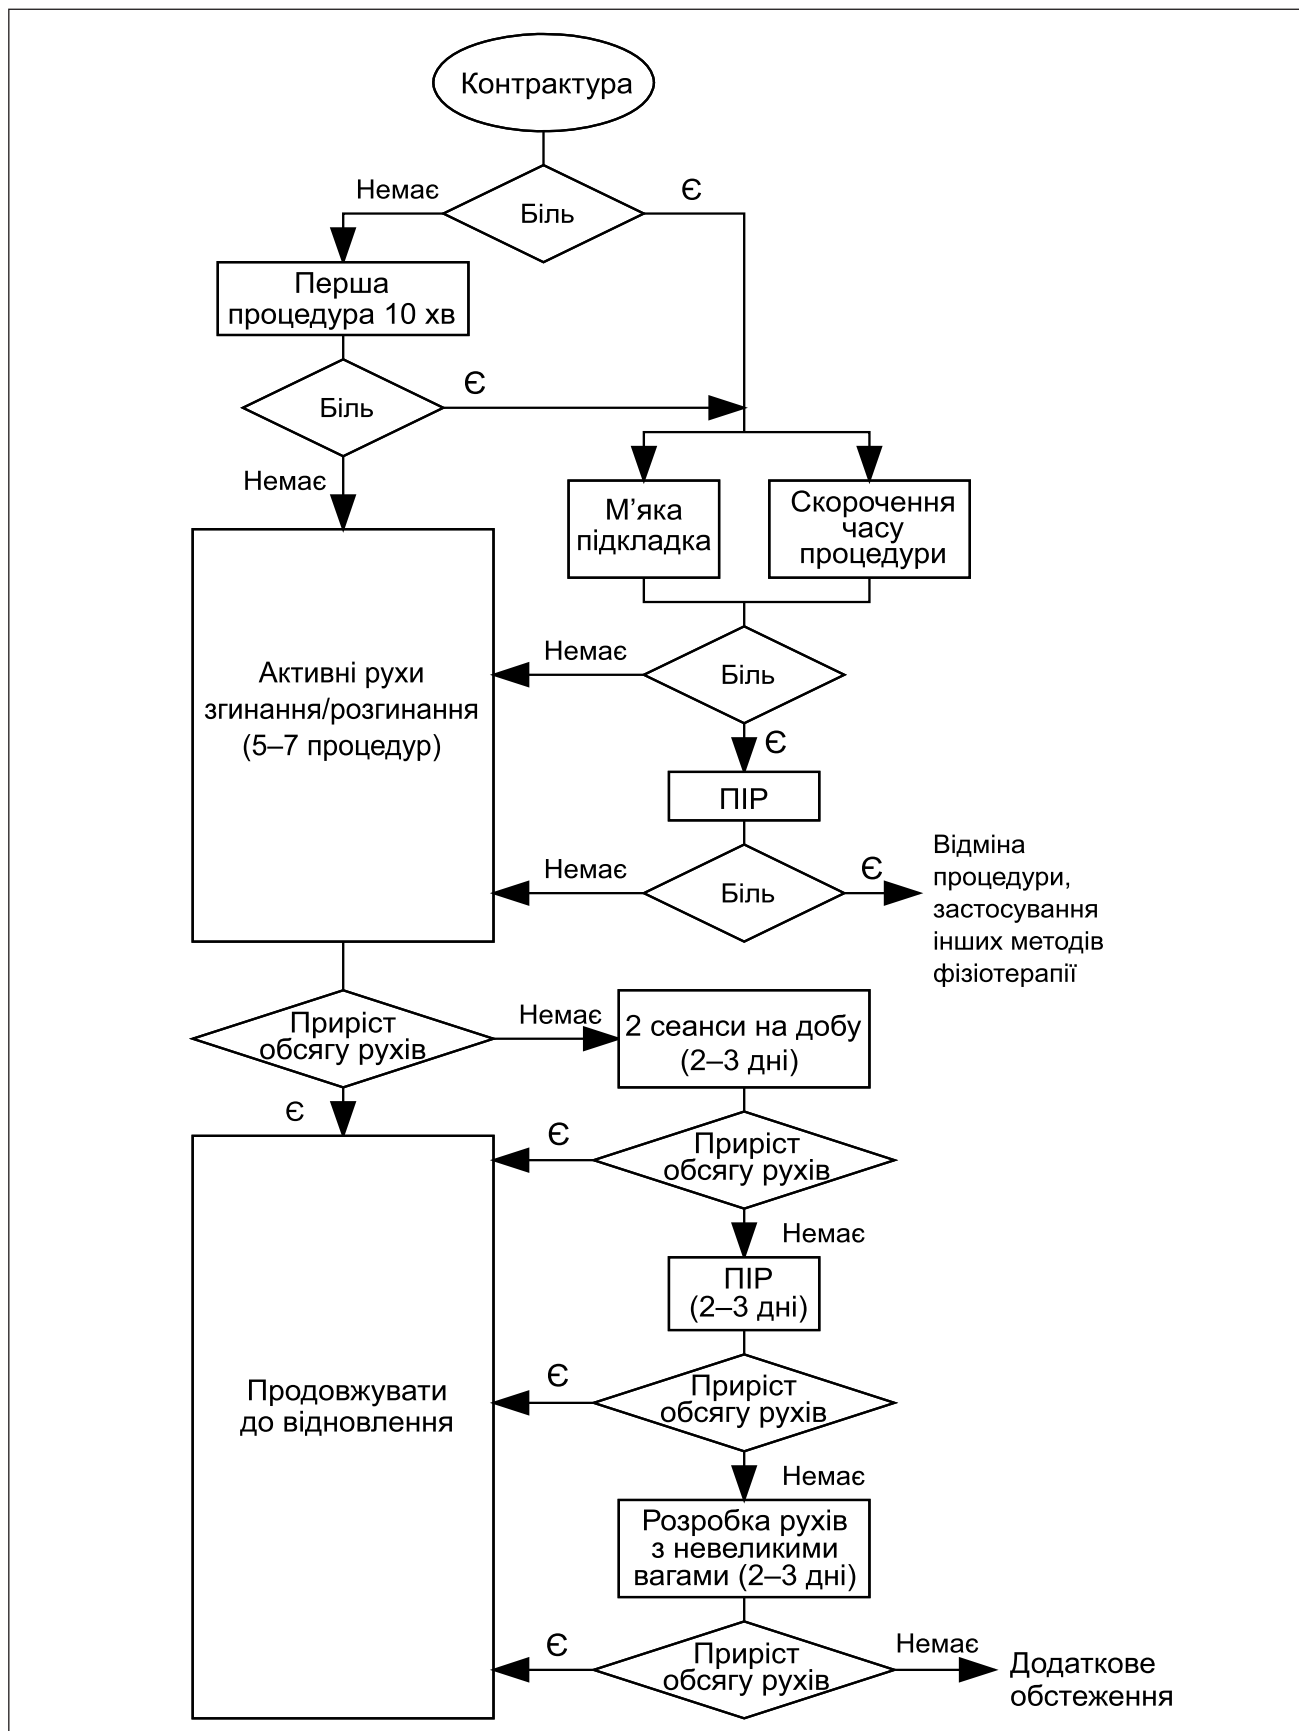 Контрактура
Немає
Є
Біль
Перша
процедура 10 хв
Є
Біль
Немає
М’яка
підкладка
Скорочення
часу
процедури
Активні рухи
згинання/розгинання
(5–7 процедур)
Немає
Біль
Є
ПІР
Немає
Біль
Є
Відміна
процедури,
застосування
інших методів
фізіотерапії
Приріст
обсягу рухів
Немає
2 сеанси на добу
(2–3 дні)
Є
Є
Приріст
обсягу рухів
Немає
ПІР
(2–3 дні)
Продовжувати
до відновлення
Є
Приріст
обсягу рухів
Немає
Розробка рухів
з невеликими
вагами (2–3 дні)
Є
Приріст
обсягу рухів
Немає
Додаткове
обстеження